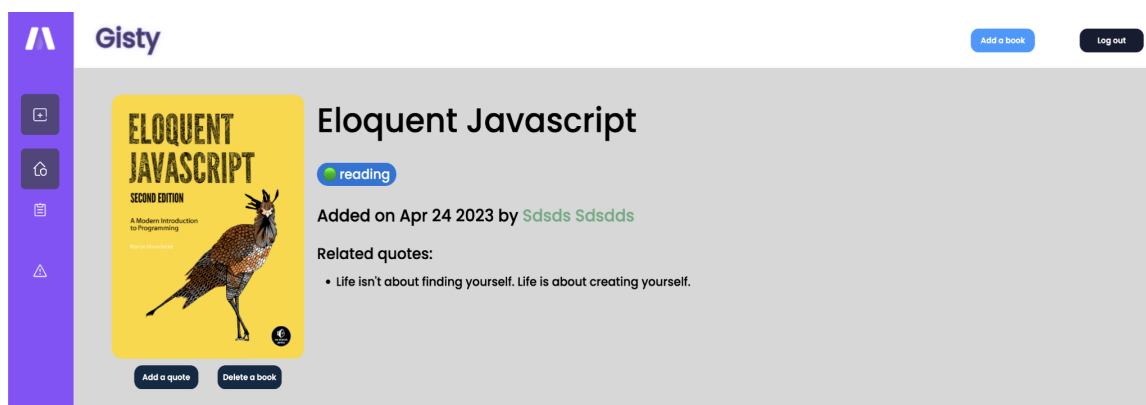 Gisty
Add a book
Log out
ELOQUENT
JAVASCRIPT
SECOND EDITION
A Modern Introduction
to Programming
Eloquent Javascript
reading
Added on Apr 24 2023 by Sdsds Sdsdds
Related quotes:
• Life isn't about finding yourself. Life is about creating yourself.
Add a quote
Delete a book